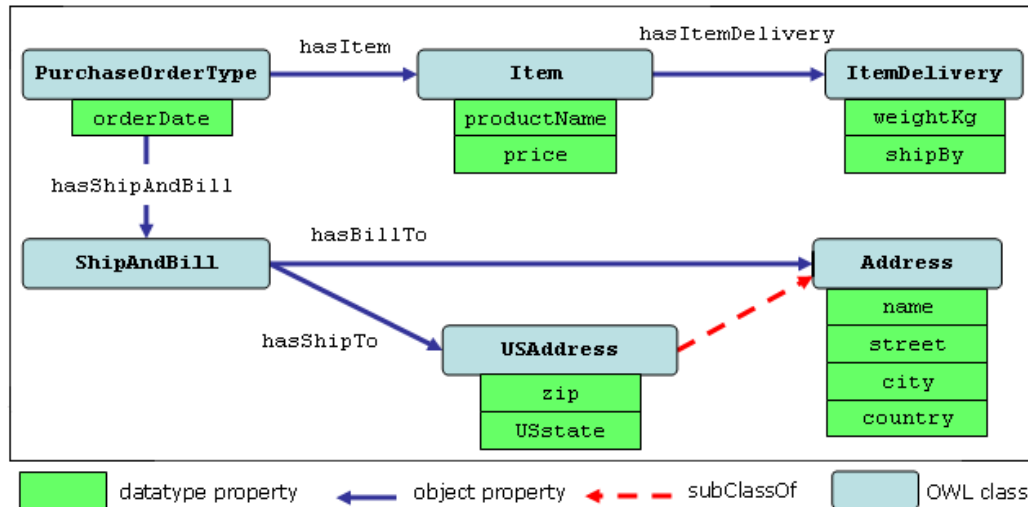 hasItem
hasItemDelivery
PurchaseOrderType
Item
ItemDelivery
orderDate
productName
weightKg
price
shipBy
hasShipAndBill
hasBillTo
ShipAndBill
Address
hasShipTo
name
USAddress
street
zip
city
USstate
country
datatype property
object property
subClassOf
OWL class